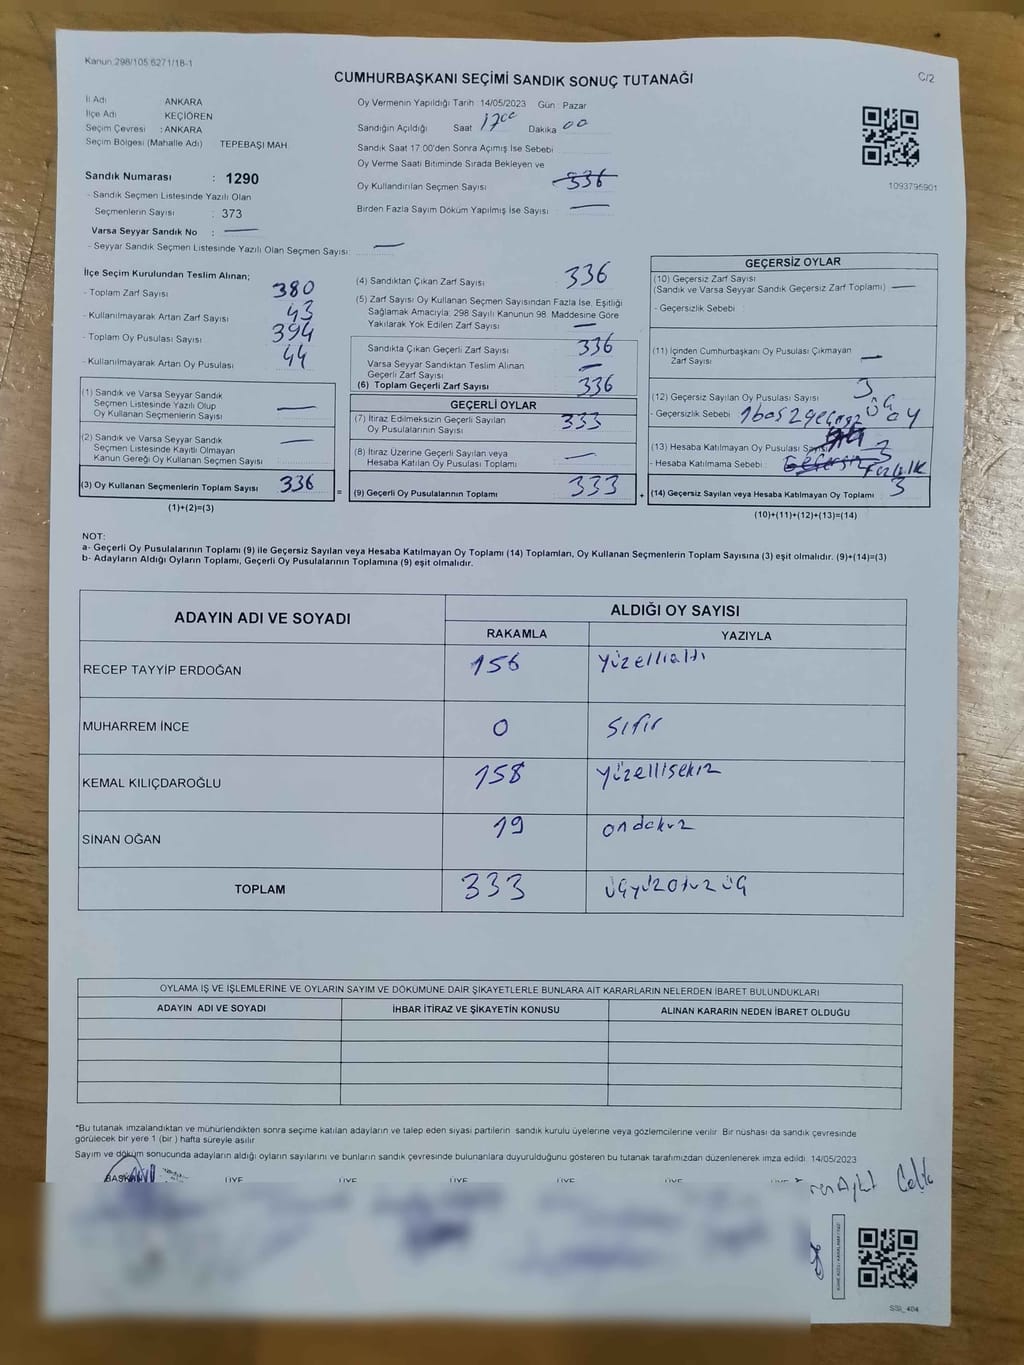 Kanun:298/105.6271/18-1
CUMHURBAŞKANI SEÇİMİ SANDIK SONUÇ TUTANAĞI
C/2
İl Adı ANKARA
İlçe Adı KEÇİÖREN
Seçim Çevresi : ANKARA
Seçim Bölgesi (Mahalle Adı) TEPEBAŞI MAH.
Oy Vermenin Yapıldığı Tarih 14/05/2023 Gün : Pazar
Sandığın Açıldığı Saat 17 00 Dakika 00
Sandık Saat 17:00'den Sonra Açımış İse Sebebi
Oy Verme Saati Bitiminde Sırada Bekleyen ve
Oy Kullandırılan Seçmen Sayısı 336
Birden Fazla Sayım Döküm Yapılmış İse Sayısı —
1093795901
Sandık Numarası : 1290
- Sandık Seçmen Listesinde Yazılı Olan
Seçmenlerin Sayısı : 373
Varsa Seyyar Sandık No : —
- Seyyar Sandık Seçmen Listesinde Yazılı Olan Seçmen Sayısı: —
İlçe Seçim Kurulundan Teslim Alınan;
- Toplam Zarf Sayısı 380
- Kullanılmayarak Artan Zarf Sayısı 43
- Toplam Oy Pusulası Sayısı 394
- Kullanılmayarak Artan Oy Pusulası 44
(1) Sandık ve Varsa Seyyar Sandık
Seçmen Listesinde Yazılı Olup
Oy Kullanan Seçmenlerin Sayısı —
(2) Sandık ve Varsa Seyyar Sandık
Seçmen Listesinde Kayıtlı Olmayan
Kanun Gereği Oy Kullanan Seçmen Sayısı —
(3) Oy Kullanan Seçmenlerin Toplam Sayısı 336
(1)+(2)=(3)
=
(4) Sandıktan Çıkan Zarf Sayısı 336
(5) Zarf Sayısı Oy Kullanan Seçmen Sayısından Fazla İse, Eşitliği
Sağlamak Amacıyla; 298 Sayılı Kanunun 98. Maddesine Göre
Yakılarak Yok Edilen Zarf Sayısı —
Sandıkta Çıkan Geçerli Zarf Sayısı 336
Varsa Seyyar Sandıktan Teslim Alınan
Geçerli Zarf Sayısı —
(6) Toplam Geçerli Zarf Sayısı 336
GEÇERLİ OYLAR
(7) İtiraz Edilmeksizin Geçerli Sayılan
Oy Pusulalarının Sayısı 333
(8) İtiraz Üzerine Geçerli Sayılan veya
Hesaba Katılan Oy Pusulası Toplamı —
(9) Geçerli Oy Pusulalarının Toplamı 333
+
GEÇERSİZ OYLAR
(10) Geçersiz Zarf Sayısı
(Sandık ve Varsa Seyyar Sandık Geçersiz Zarf Toplamı) —
- Geçersizlik Sebebi :
(11) İçinden Cumhurbaşkanı Oy Pusulası Çıkmayan
Zarf Sayısı —
(12) Geçersiz Sayılan Oy Pusulası Sayısı 3 üç
- Geçersizlik Sebebi 1 boş 2 geçersiz oy
(13) Hesaba Katılmayan Oy Pusulası Sayısı 3
- Hesaba Katılmama Sebebi : Geçersiz Fazlalık
(14) Geçersiz Sayılan veya Hesaba Katılmayan Oy Toplamı 3
(10)+(11)+(12)+(13)=(14)
NOT:
a- Geçerli Oy Pusulalarının Toplamı (9) ile Geçersiz Sayılan veya Hesaba Katılmayan Oy Toplamı (14) Toplamları, Oy Kullanan Seçmenlerin Toplam Sayısına (3) eşit olmalıdır. (9)+(14)=(3)
b- Adayların Aldığı Oyların Toplamı, Geçerli Oy Pusulalarının Toplamına (9) eşit olmalıdır.
ADAYIN ADI VE SOYADI ALDIĞI OY SAYISI
RAKAMLA YAZIYLA
RECEP TAYYİP ERDOĞAN 156 yüzellialtı
MUHARREM İNCE 0 sıfır
KEMAL KILIÇDAROĞLU 158 yüzellisekiz
SİNAN OĞAN 19 ondokuz
TOPLAM 333 üçyüzotuzüç
OYLAMA İŞ VE İŞLEMLERİNE VE OYLARIN SAYIM VE DÖKÜMÜNE DAİR ŞİKAYETLERLE BUNLARA AİT KARARLARIN NELERDEN İBARET BULUNDUKLARI
ADAYIN ADI VE SOYADI İHBAR İTİRAZ VE ŞİKAYETİN KONUSU ALINAN KARARIN NEDEN İBARET OLDUĞU
*Bu tutanak imzalandıktan ve mühürlendikten sonra seçime katılan adayların ve talep eden siyasi partilerin sandık kurulu üyelerine veya gözlemcilerine verilir. Bir nüshası da sandık çevresinde
görülecek bir yere 1 (bir ) hafta süreyle asılır
Sayım ve döküm sonucunda adayların aldığı oyların sayılarını ve bunların sandık çevresinde bulunanlara duyurulduğunu gösteren bu tutanak tarafımızdan düzenlenerek imza edildi. 14/05/2023
BAŞKAN ÜYE ÜYE ÜYE ÜYE ÜYE
SSİ_404